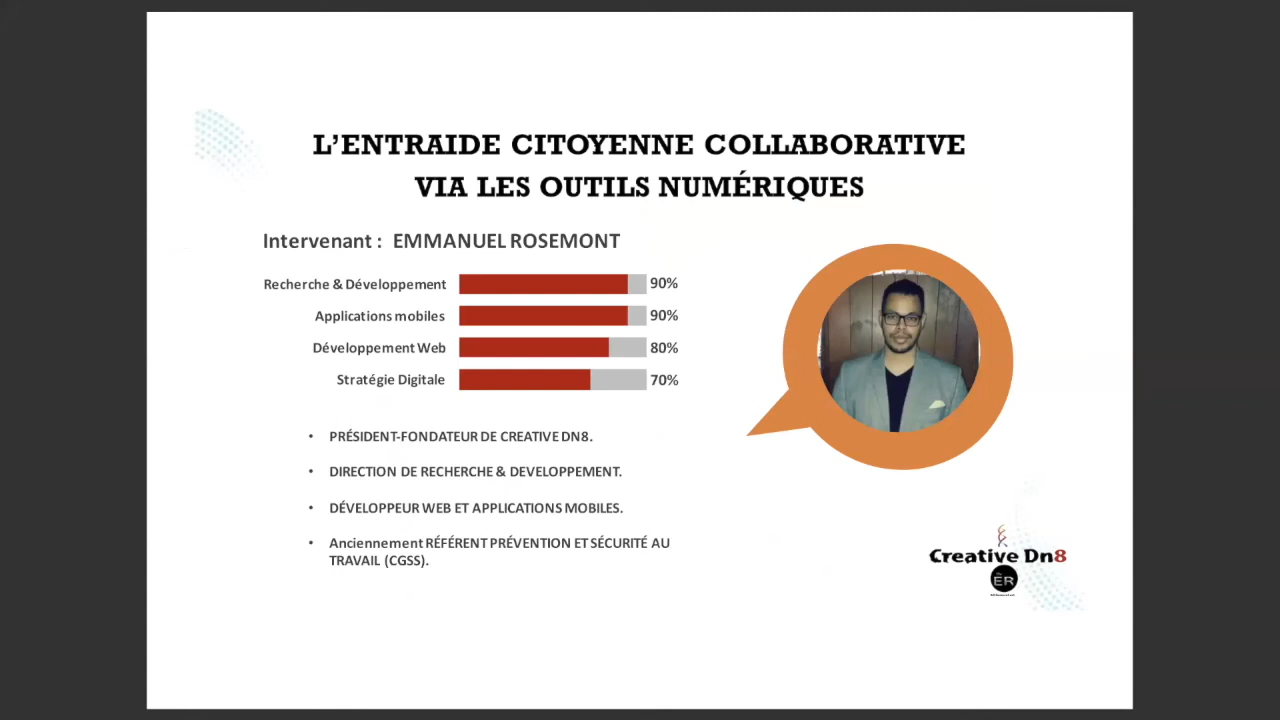 L'ENTRAIDE CITOYENNE COLLABORATIVE
VIA LES OUTILS NUMÉRIQUES
Intervenant : EMMANUEL ROSEMONT
Recherche & Développement 90%
Applications mobiles 90%
Développement Web 80%
Stratégie Digitale 70%
• PRÉSIDENT-FONDATEUR DE CREATIVE DN8.
• DIRECTION DE RECHERCHE & DEVELOPPEMENT.
• DÉVELOPPEUR WEB ET APPLICATIONS MOBILES.
• Anciennement RÉFÉRENT PRÉVENTION ET SÉCURITÉ AU
TRAVAIL (CGSS).
Creative Dn8
ER